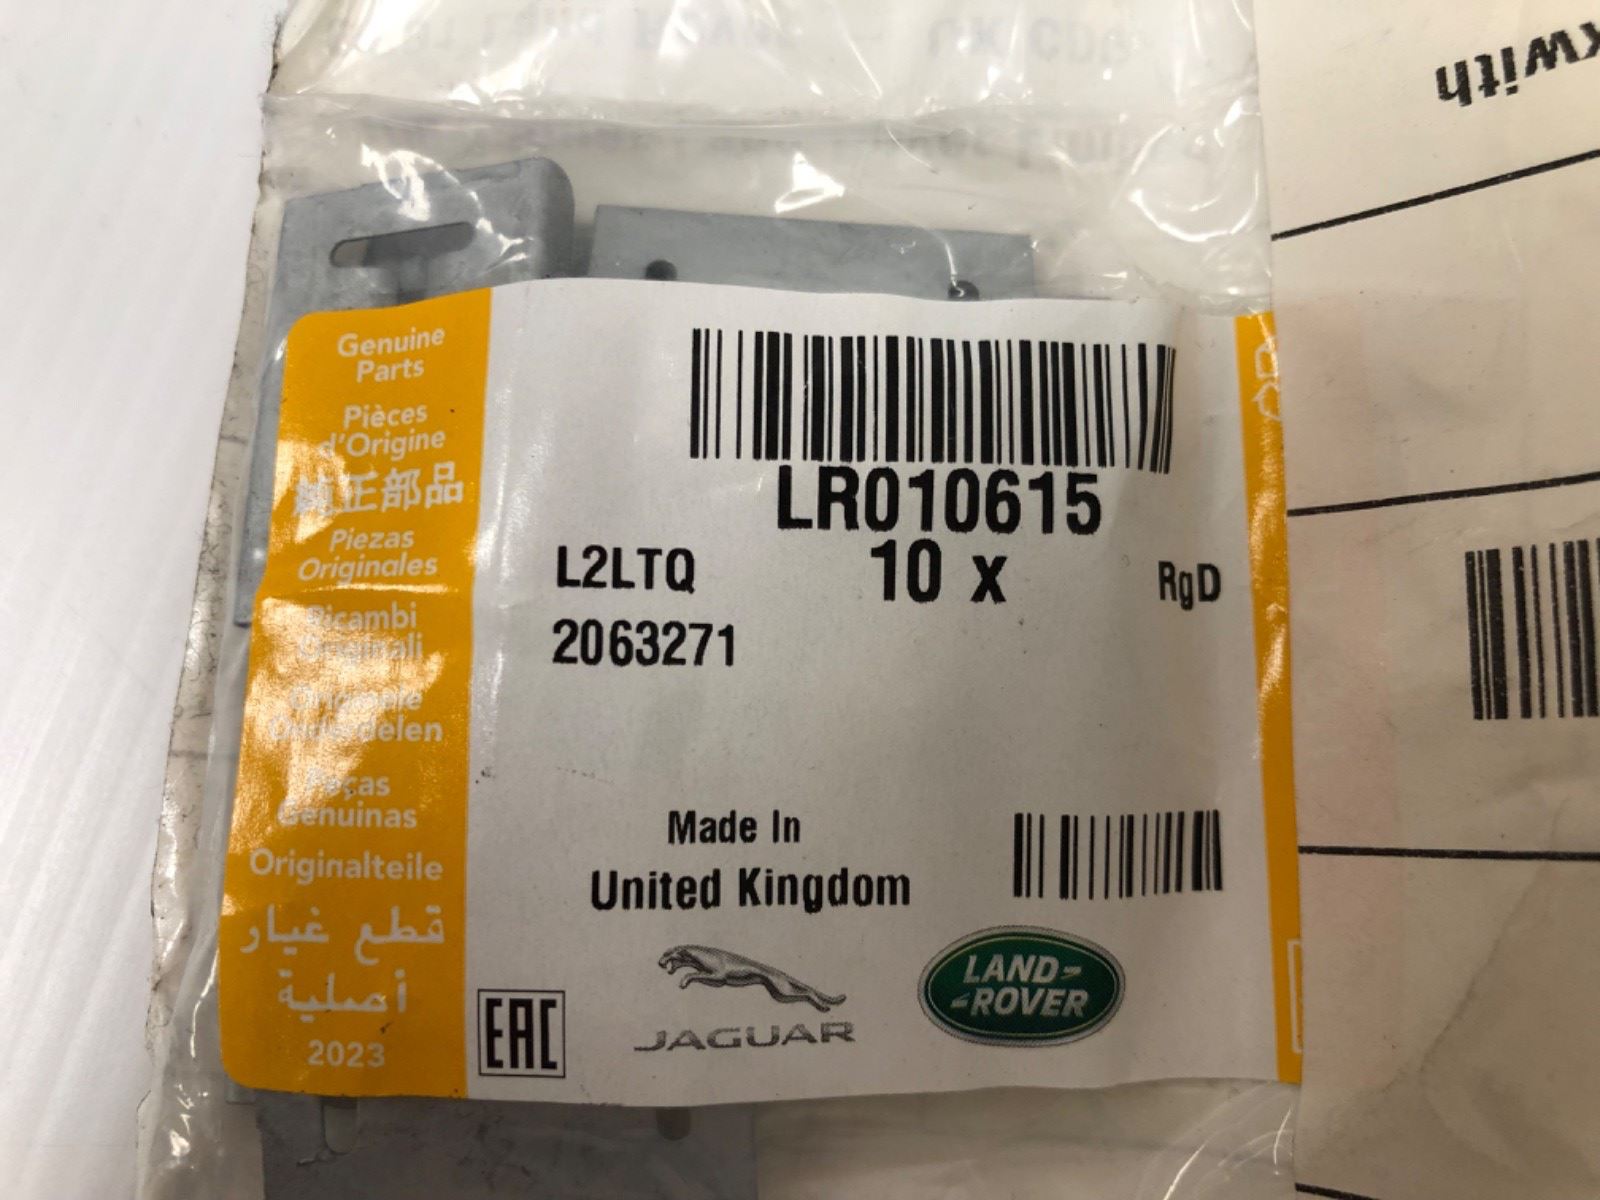 kwith
Genuine
Parts
Pièces
d'Origine
純正部品
Piezas
Originales
Ricambi
Originali
Originele
Onderdelen
Peças
Genuinas
Originalteile
قطع غيار
أصلية
2023
LR010615
L2LTQ 10 x RgD
2063271
Made In
United Kingdom
EAC
JAGUAR
LAND-
-ROVER